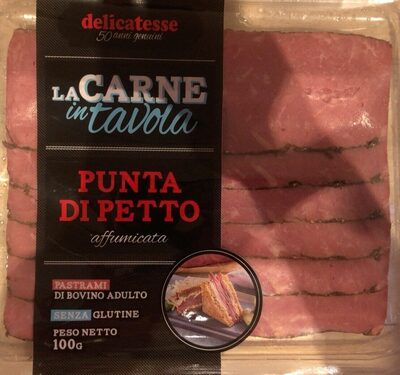 delicatesse
50 anni genuini
LA CARNE
in tavola
PUNTA
DI PETTO
affumicata
PASTRAMI
DI BOVINO ADULTO
SENZA GLUTINE
PESO NETTO
100g